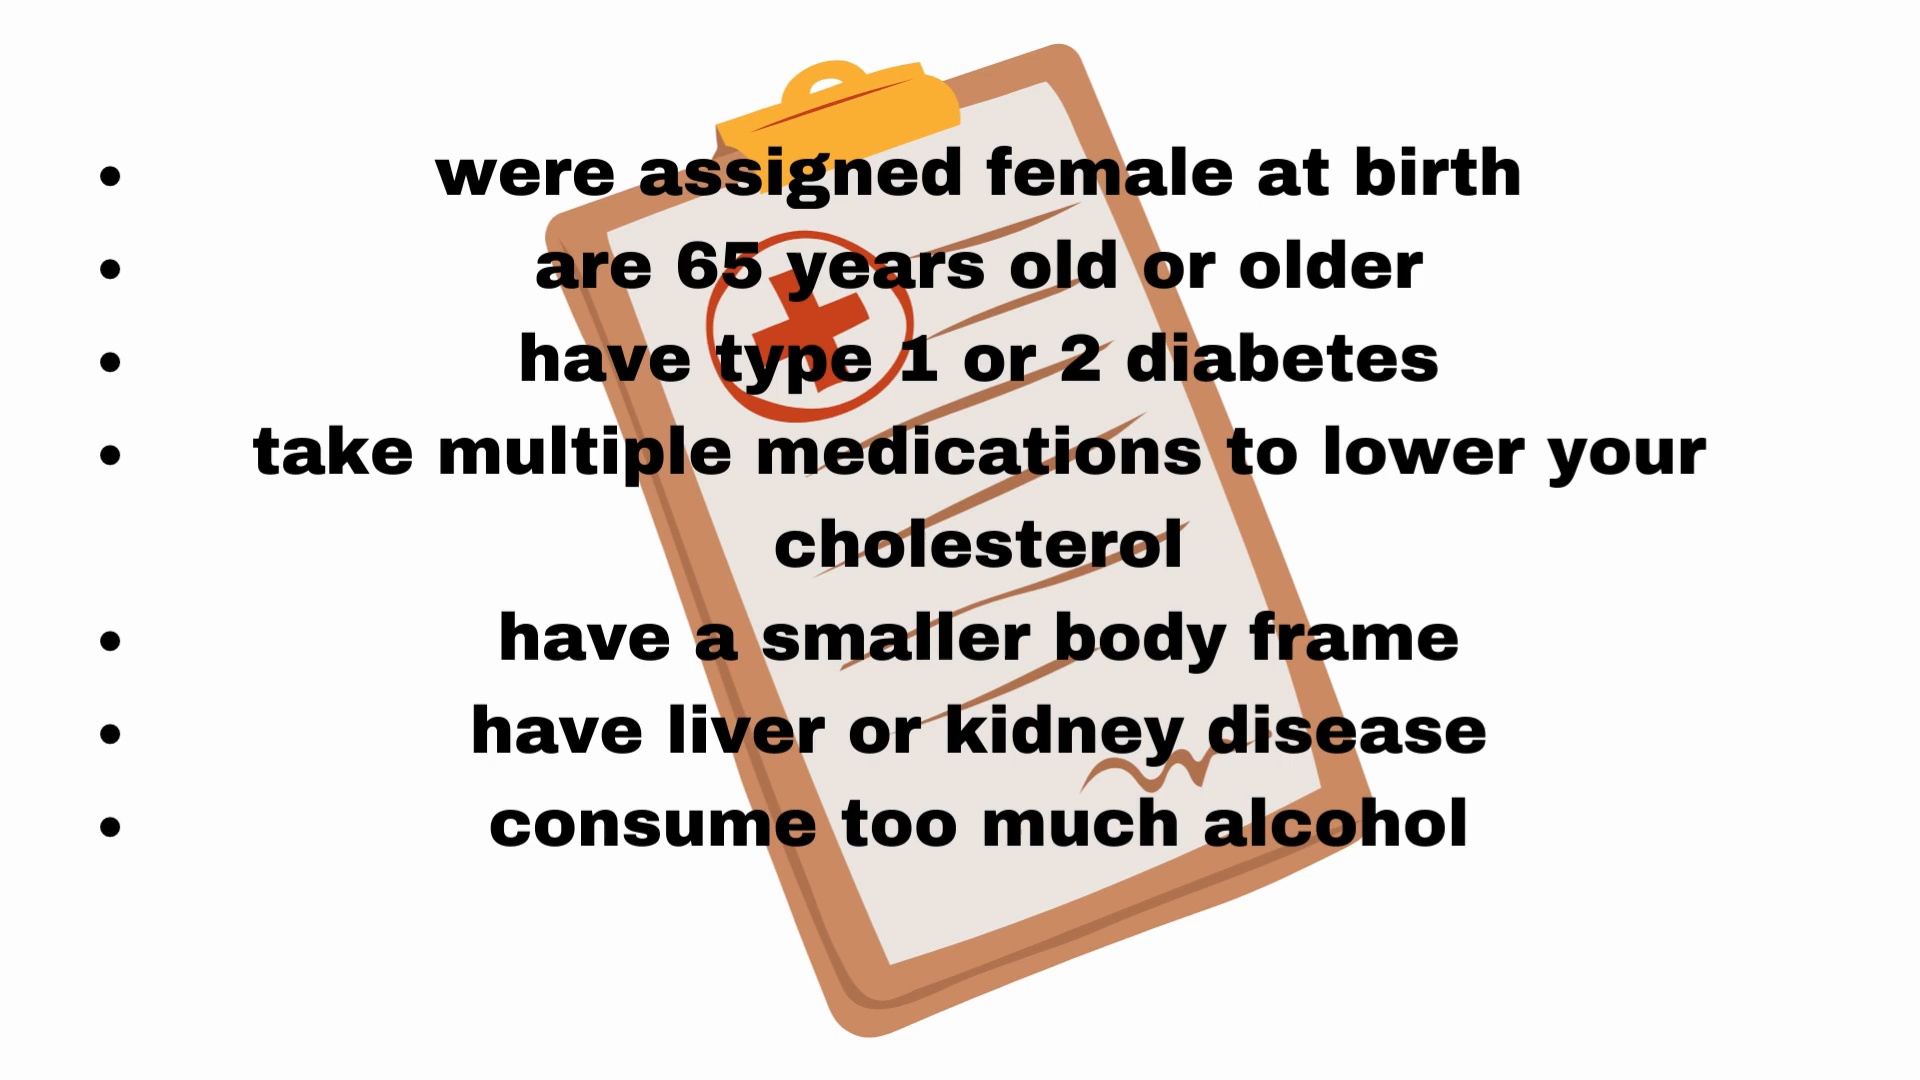 • were assigned female at birth
• are 65 years old or older
• have type 1 or 2 diabetes
• take multiple medications to lower your
cholesterol
• have a smaller body frame
• have liver or kidney disease
• consume too much alcohol